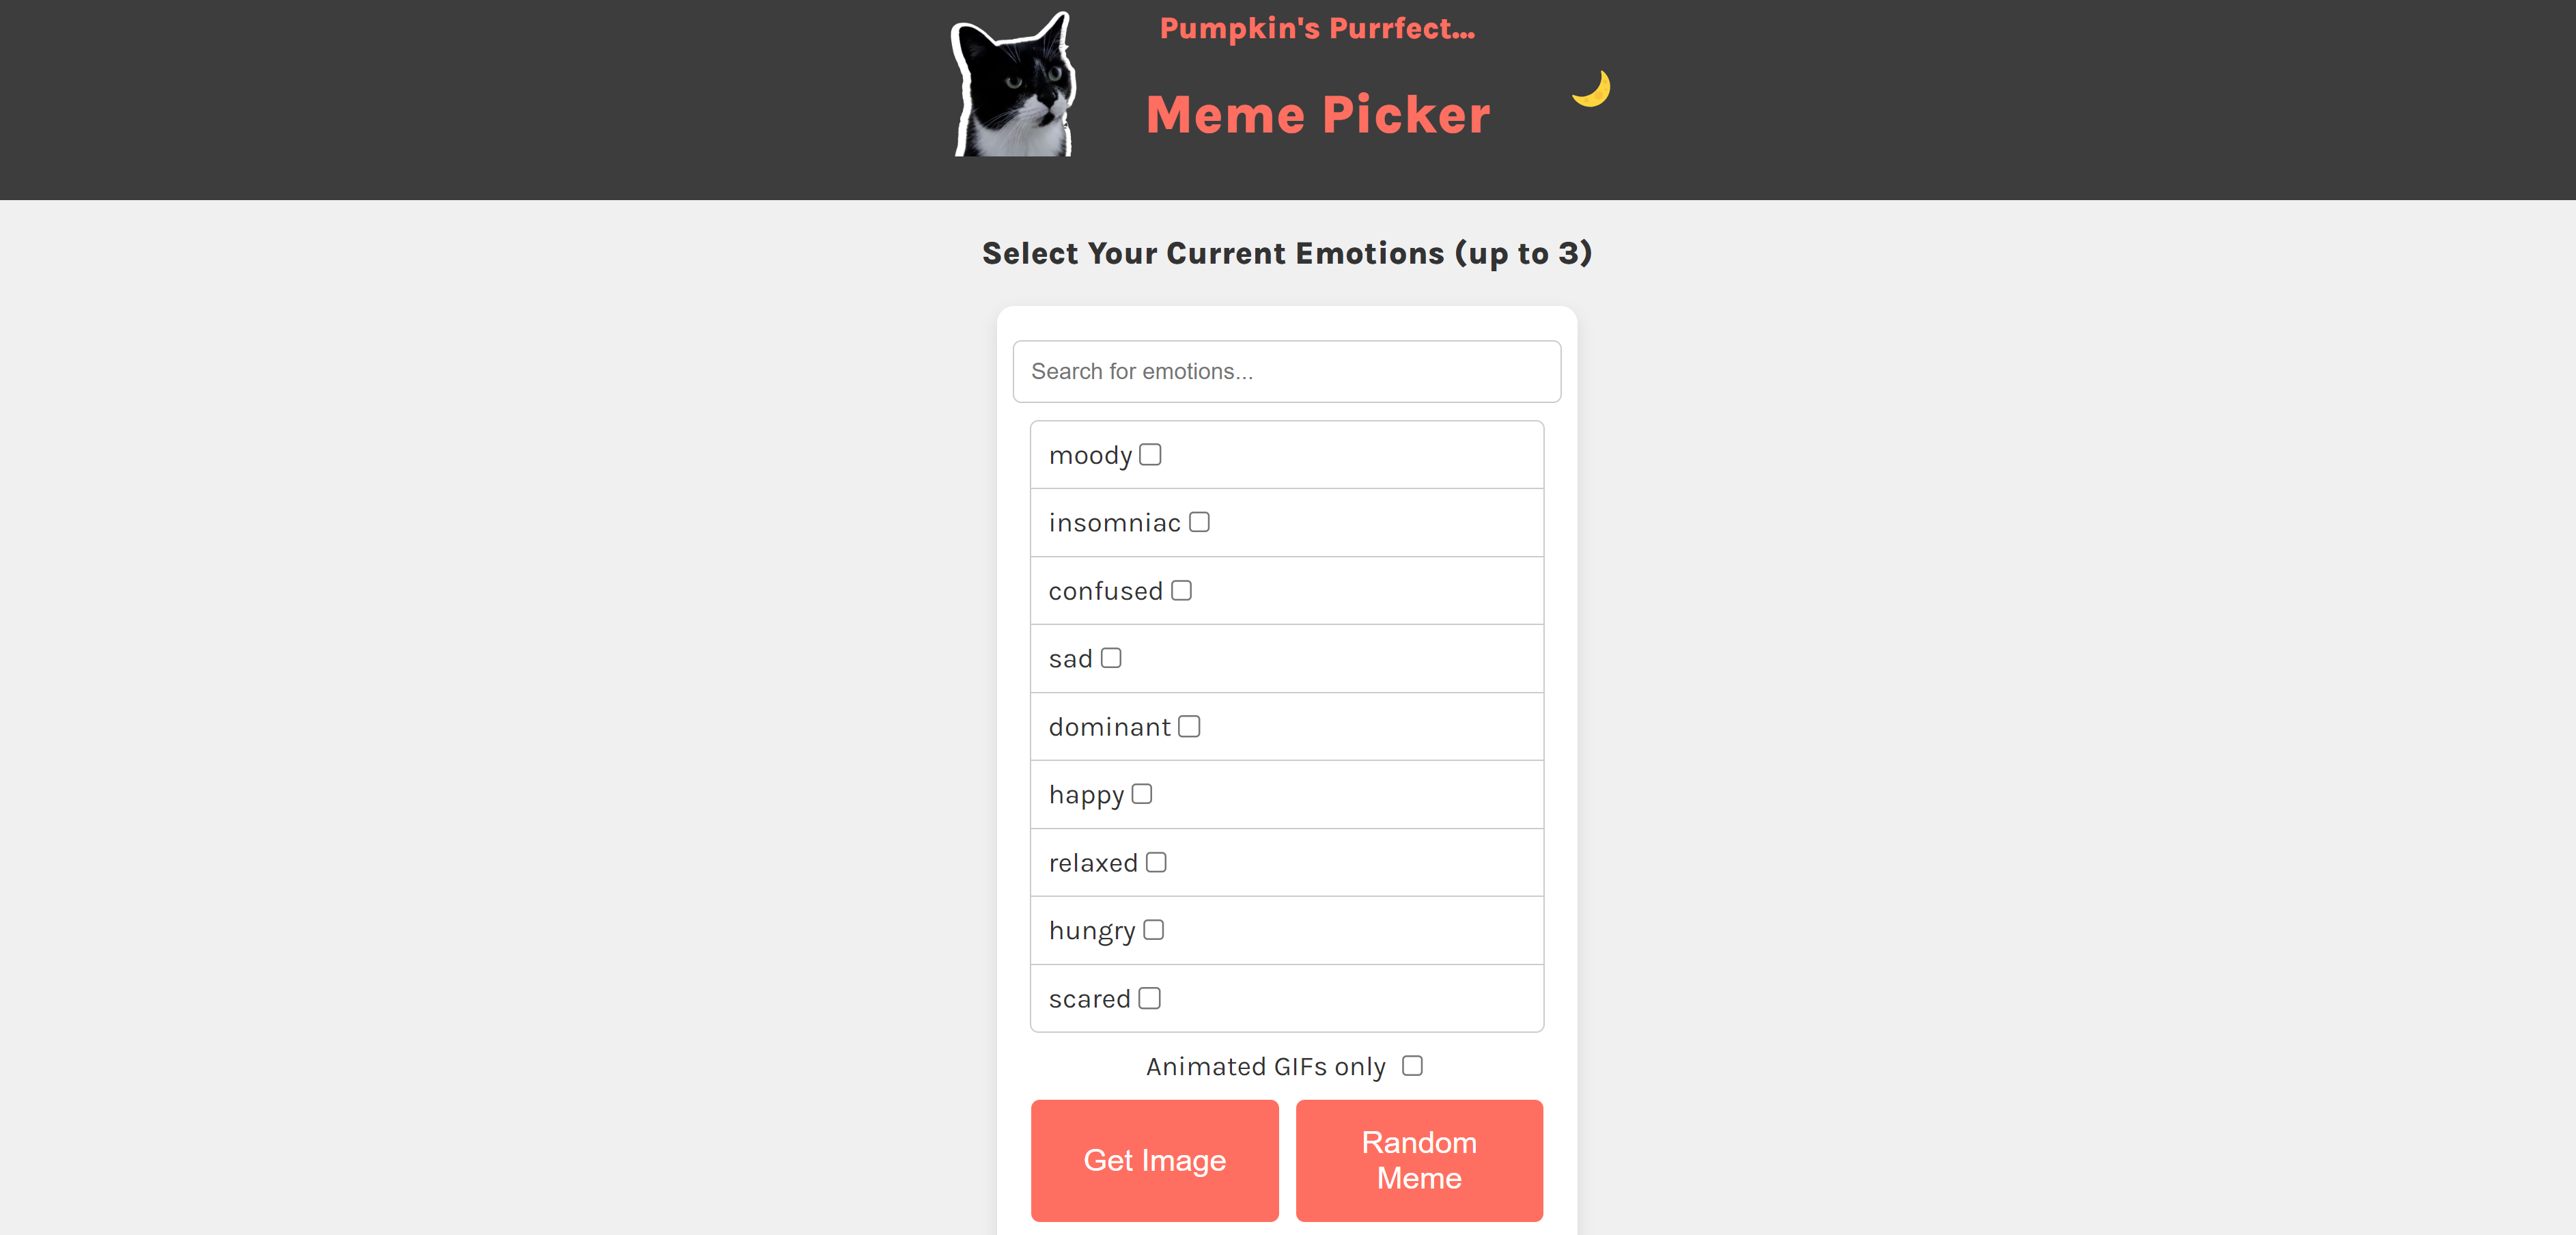 Pumpkin's Purrfect...
Meme Picker
Select Your Current Emotions (up to 3)
Search for emotions...
moody
insomniac
confused
sad
dominant
happy
relaxed
hungry
scared
Animated GIFs only
Get Image
Random
Meme